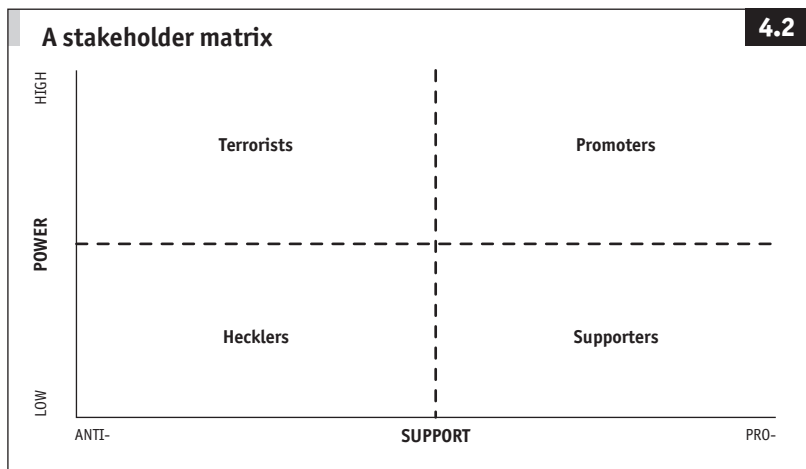 A stakeholder matrix
4.2
HIGH
Terrorists
Promoters
POWER
Hecklers
Supporters
LOW
ANTI-
SUPPORT
PRO-